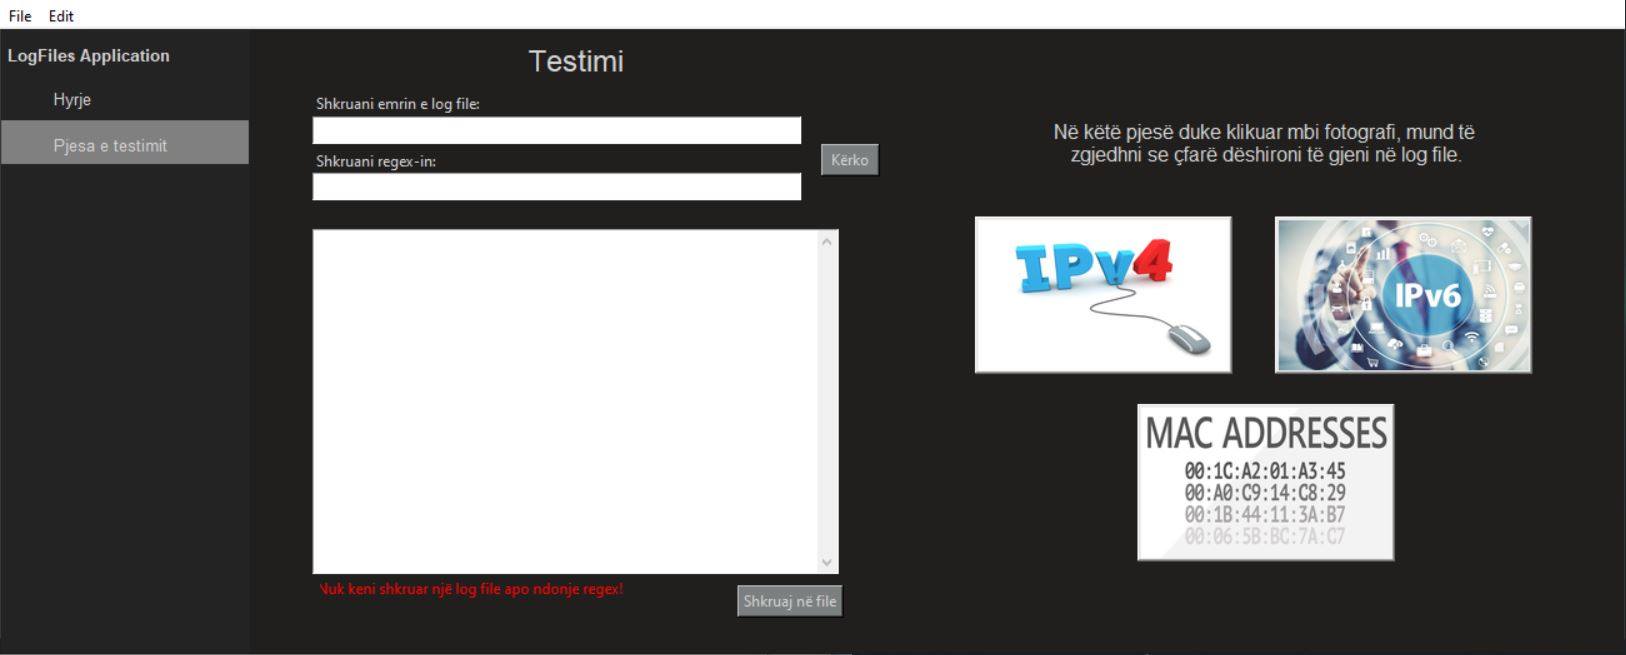 File Edit
LogFiles Application
Hyrje
Pjesa e testimit
Testimi
Shkruani emrin e log file:
Shkruani regex-in:
Kërko
Nuk keni shkruar një log file apo ndonje regex!
Shkruaj në file
Në këtë pjesë duke klikuar mbi fotografi, mund të
zgjedhni se çfarë dëshironi të gjeni në log file.
IPv4
IPv6
MAC ADDRESSES
00:1C:A2:01:A3:45
00:A0:C9:14:C8:29
00:1B:44:11:3A:B7
00:06:5B:BC:7A:C7